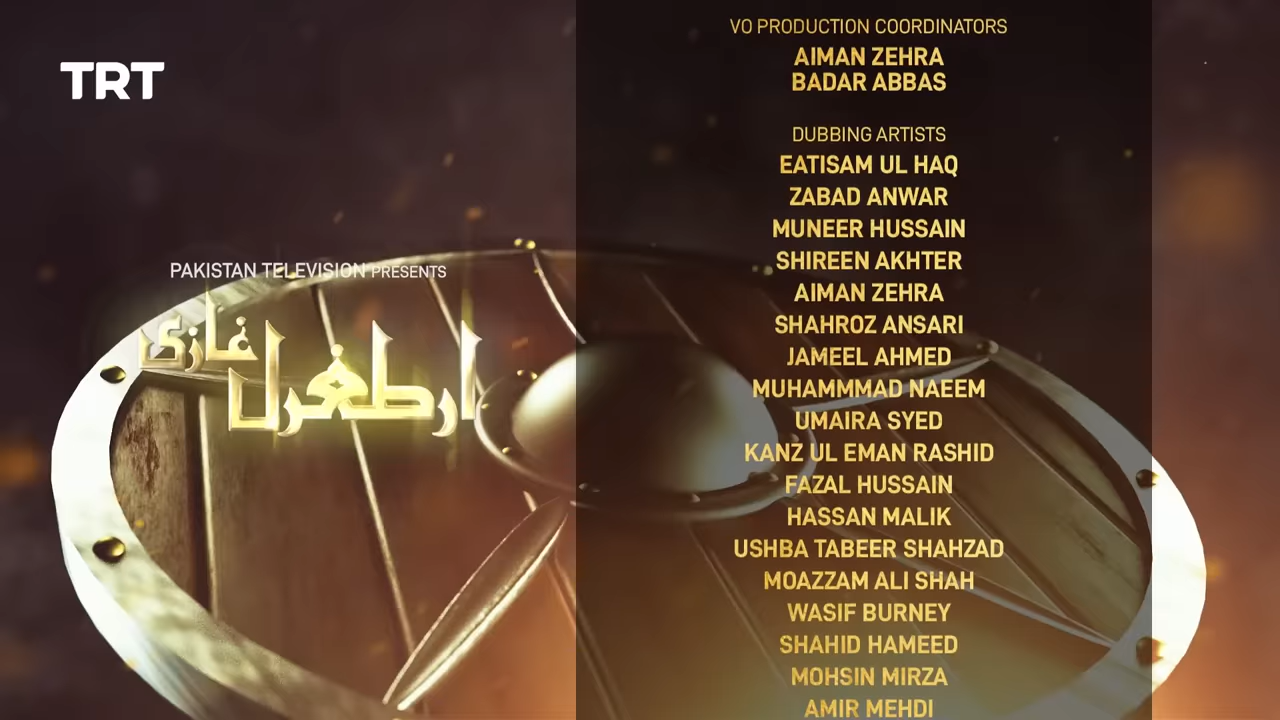 TRT
PAKISTAN TELEVISION PRESENTS
ارطغرل غازی
VO PRODUCTION COORDINATORS
AIMAN ZEHRA
BADAR ABBAS
DUBBING ARTISTS
EATISAM UL HAQ
ZABAD ANWAR
MUNEER HUSSAIN
SHIREEN AKHTER
AIMAN ZEHRA
SHAHROZ ANSARI
JAMEEL AHMED
MUHAMMMAD NAEEM
UMAIRA SYED
KANZ UL EMAN RASHID
FAZAL HUSSAIN
HASSAN MALIK
USHBA TABEER SHAHZAD
MOAZZAM ALI SHAH
WASIF BURNEY
SHAHID HAMEED
MOHSIN MIRZA
AMIR MEHDI